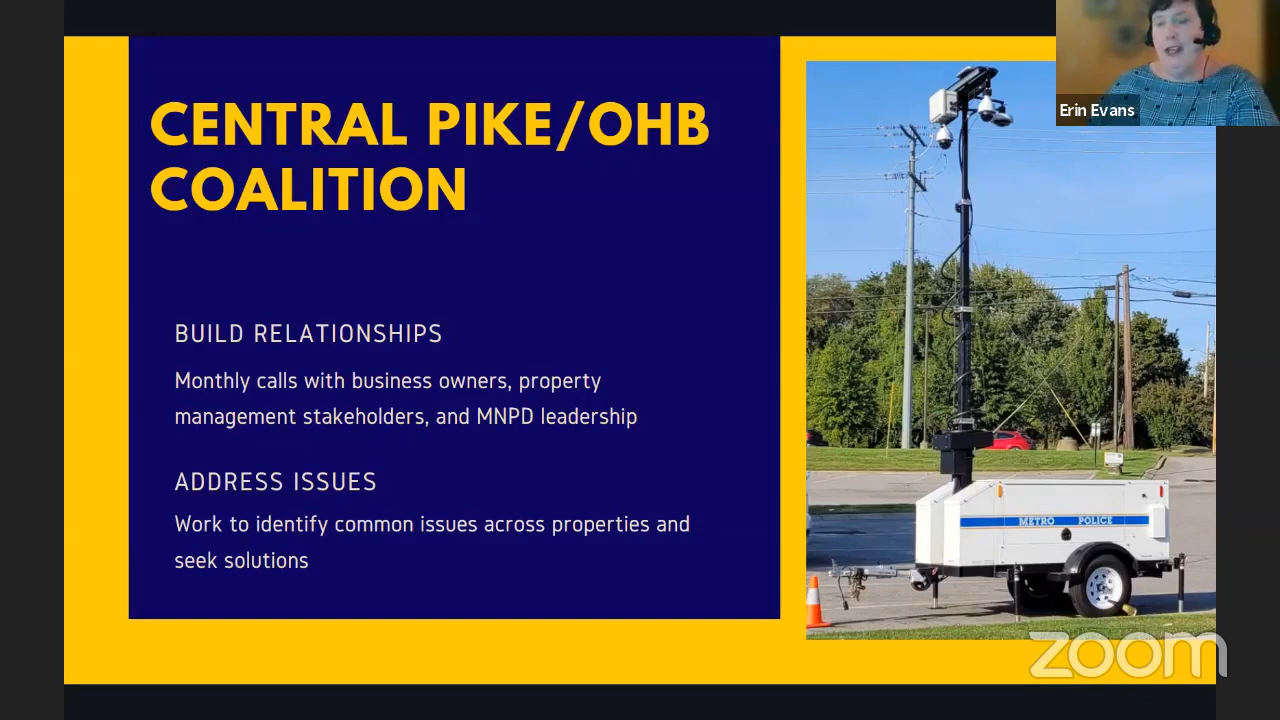 CENTRAL PIKE/OHB
COALITION
BUILD RELATIONSHIPS
Monthly calls with business owners, property
management stakeholders, and MNPD leadership
ADDRESS ISSUES
Work to identify common issues across properties and
seek solutions
Erin Evans
METRO POLICE
zoom